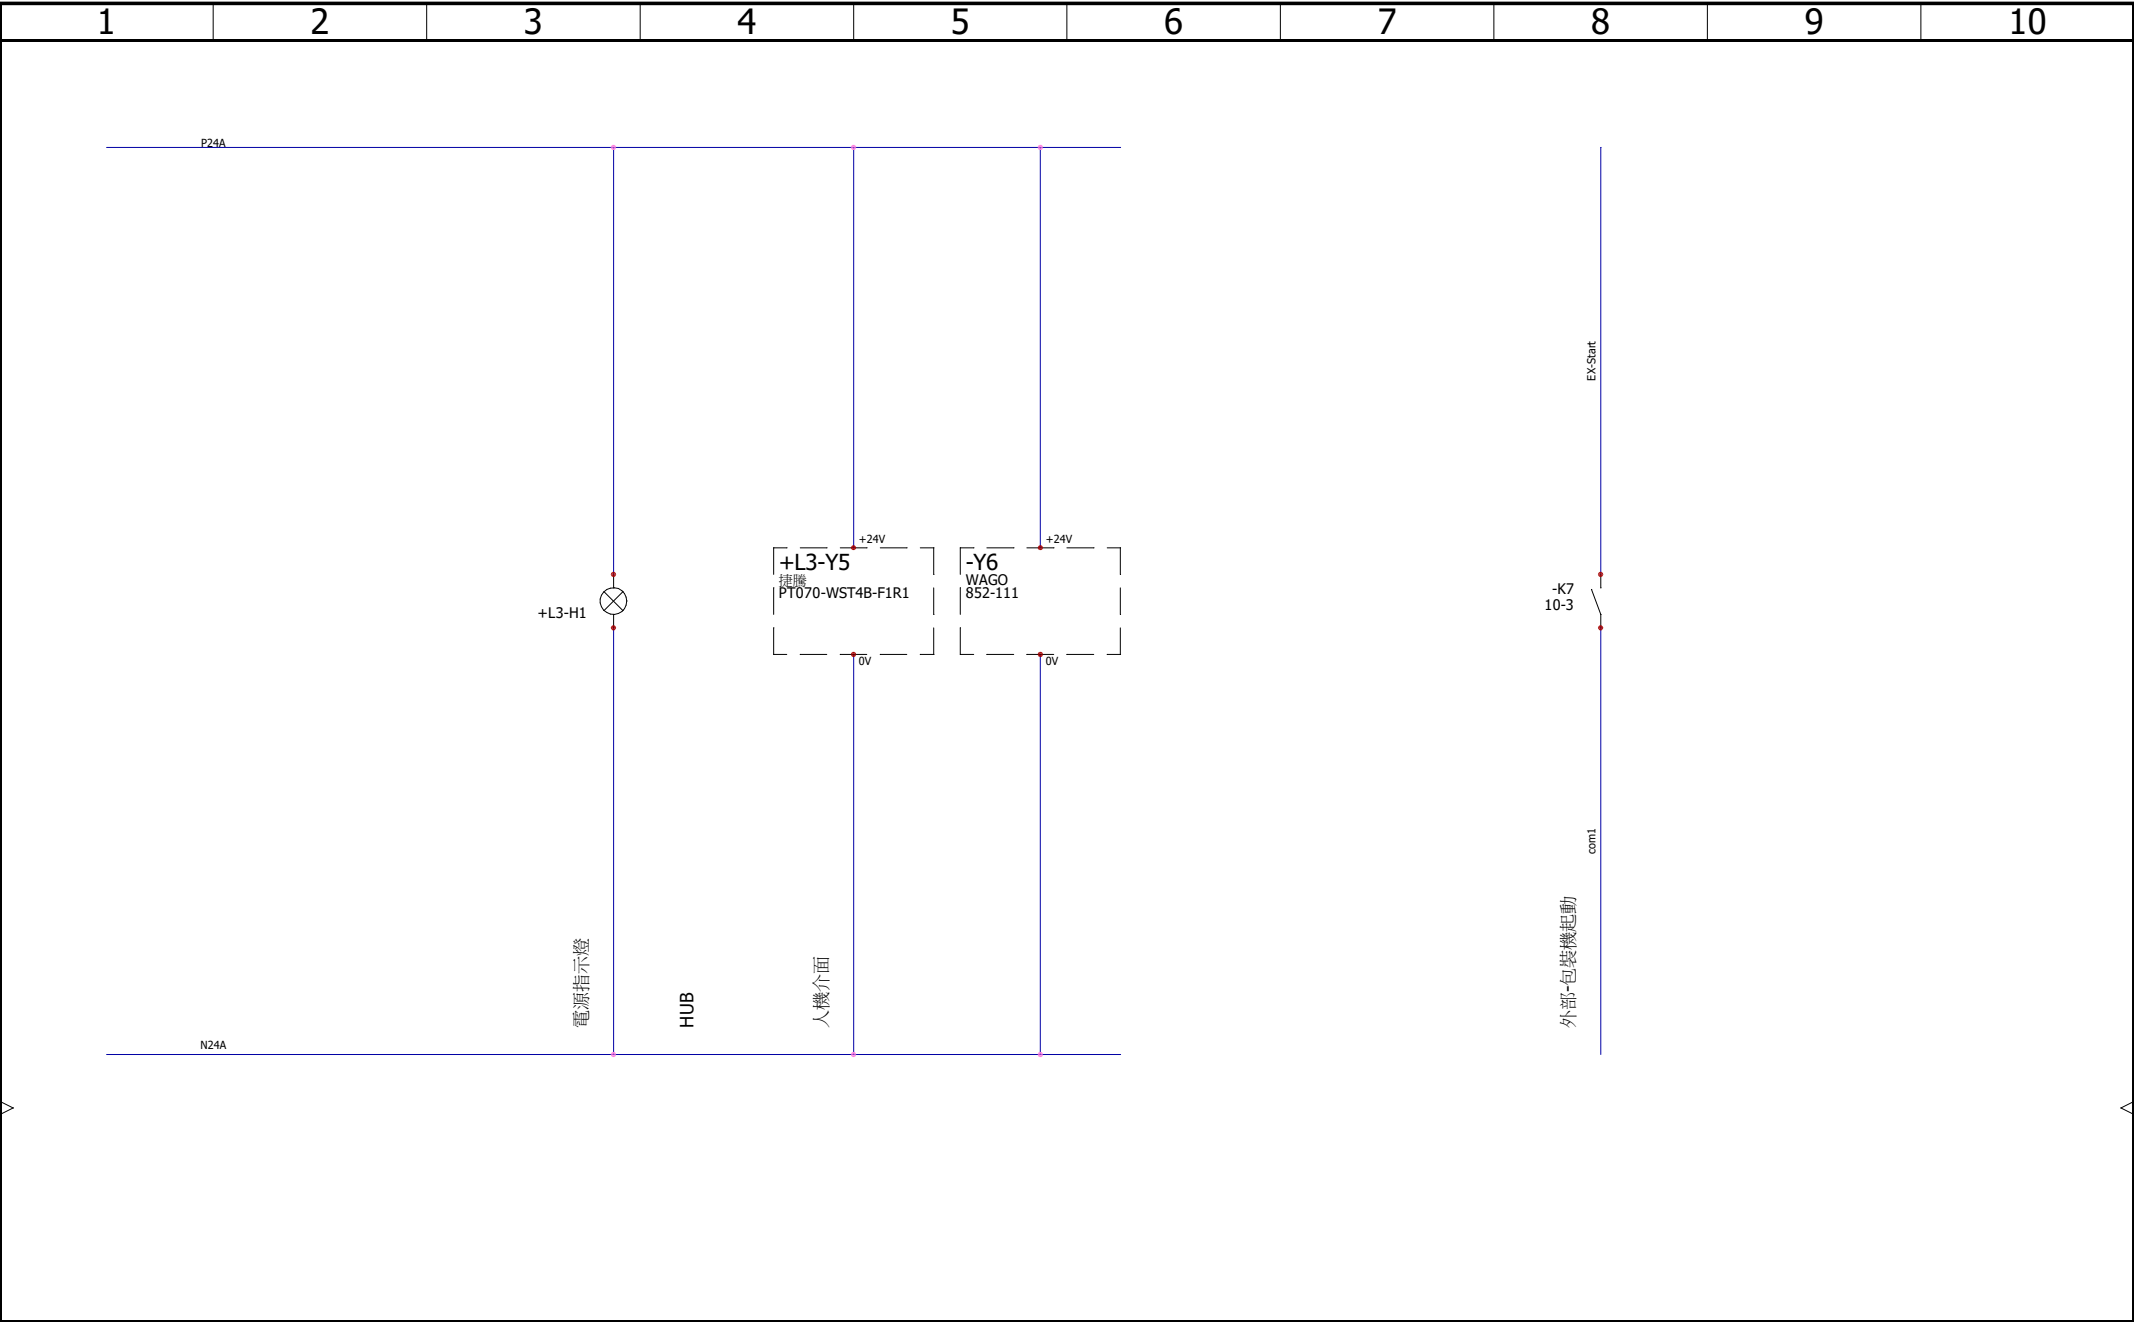 1 2 3 4 5 6 7 8 9 10
P24A
EX-Start
+24V
+24V
+L3-Y5
捷騰
PT070-WST4B-F1R1
-Y6
WAGO
852-111
-K7
10-3
+L3-H1
0V
0V
com1
電源指示燈
HUB
人機介面
外部-包裝機起動
N24A